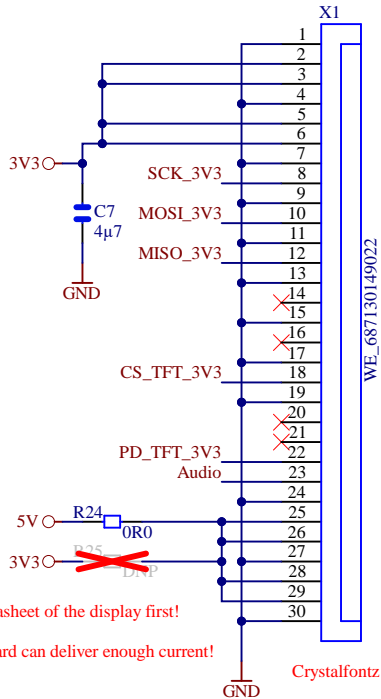 X1
1
2
3
4
5
6
3V3
7
SCK_3V3
8
9
C7
4µ7
MOSI_3V3
10
11
MISO_3V3
12
13
GND
14
15
16
WE_687130149022
17
CS_TFT_3V3
18
19
20
21
PD_TFT_3V3
22
Audio
23
24
5V
R24
0R0
25
26
3V3
R25
DNP
27
28
29
asheet of the display first!
30
ard can deliver enough current!
Crystalfontz
GND